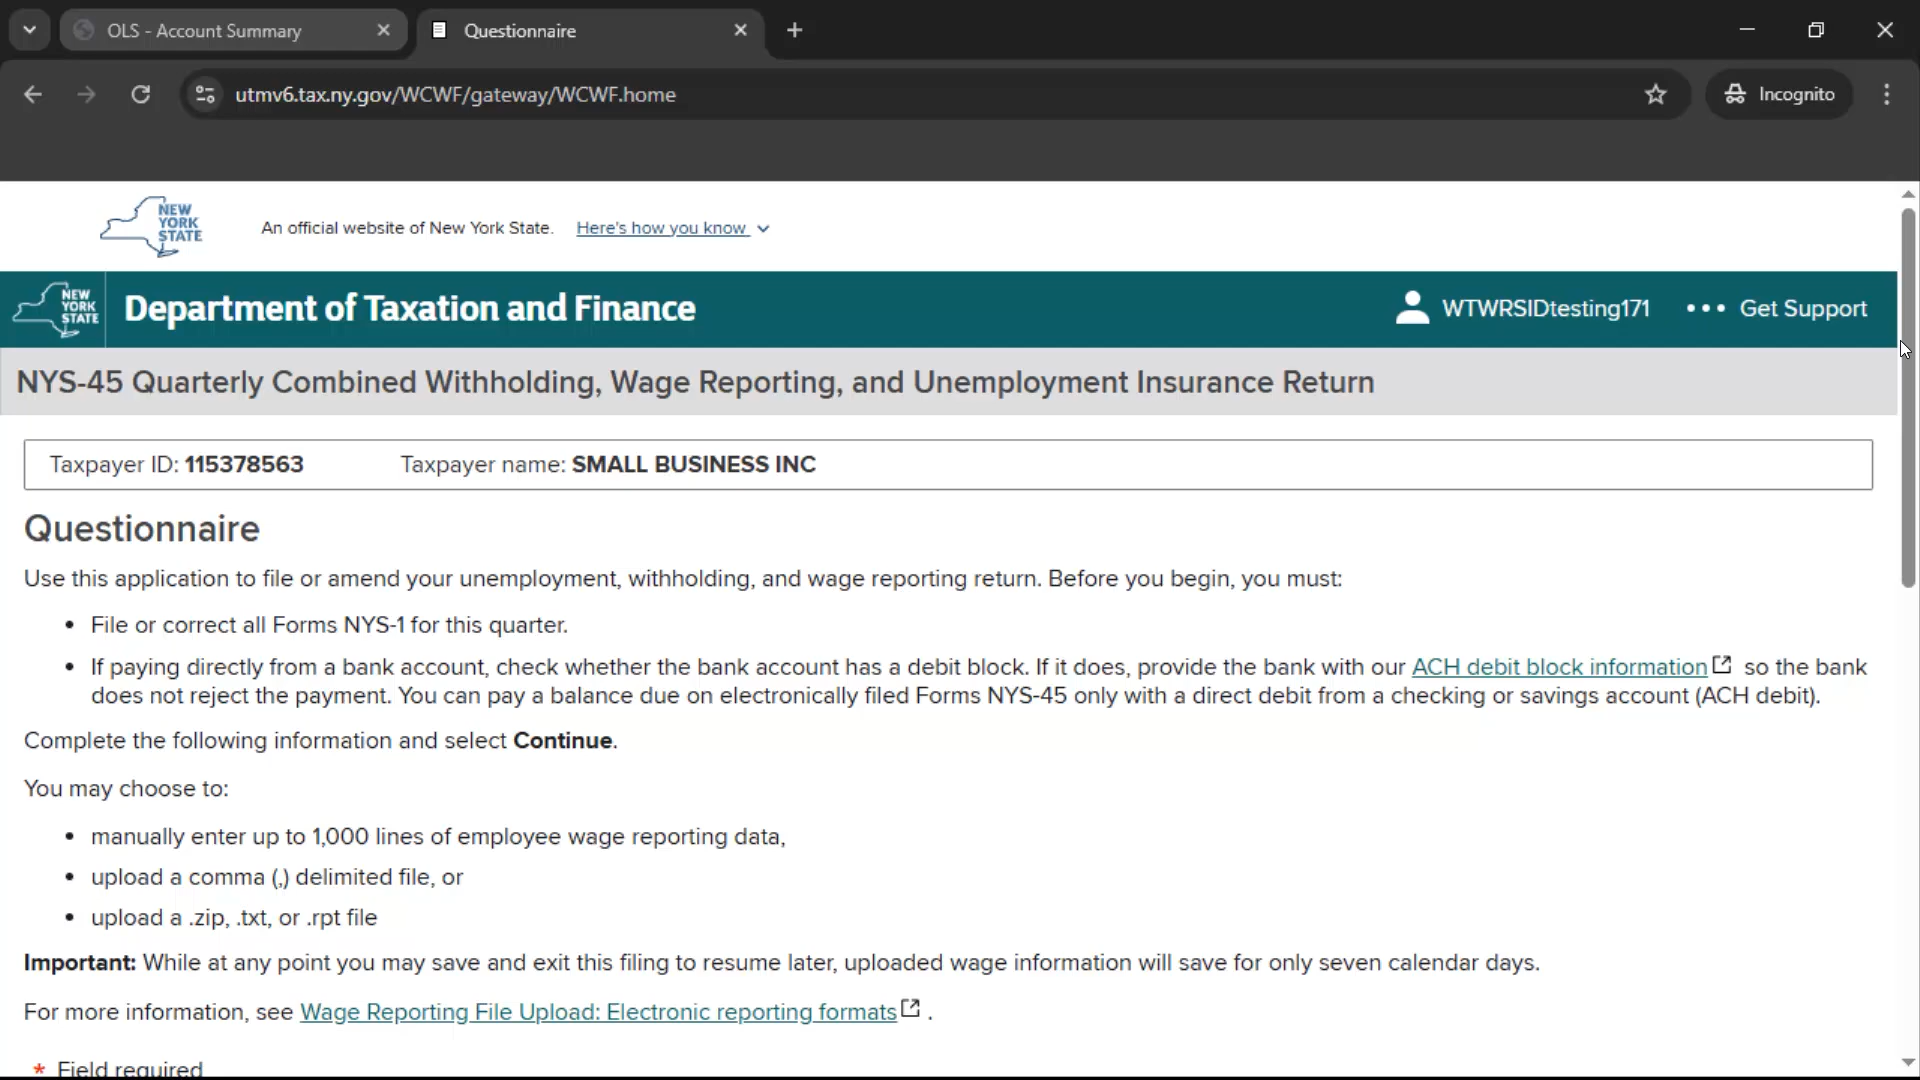 OLS - Account Summary
Questionnaire
utmv6.tax.ny.gov/WCWF/gateway/WCWF.home
Incognito
NEW
YORK
STATE
An official website of New York State. Here's how you know
NEW
YORK
STATE
Department of Taxation and Finance
WTWRSIDtesting171
Get Support
NYS-45 Quarterly Combined Withholding, Wage Reporting, and Unemployment Insurance Return
Taxpayer ID: 115378563 Taxpayer name: SMALL BUSINESS INC
Questionnaire
Use this application to file or amend your unemployment, withholding, and wage reporting return. Before you begin, you must:
• File or correct all Forms NYS-1 for this quarter.
• If paying directly from a bank account, check whether the bank account has a debit block. If it does, provide the bank with our ACH debit block information so the bank
does not reject the payment. You can pay a balance due on electronically filed Forms NYS-45 only with a direct debit from a checking or savings account (ACH debit).
Complete the following information and select Continue.
You may choose to:
• manually enter up to 1,000 lines of employee wage reporting data,
• upload a comma (,) delimited file, or
• upload a .zip, .txt, or .rpt file
Important: While at any point you may save and exit this filing to resume later, uploaded wage information will save for only seven calendar days.
For more information, see Wage Reporting File Upload: Electronic reporting formats .
* Field required